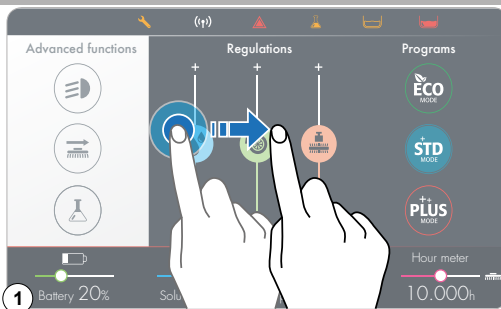 Advanced functions
Regulations
Programs
+
+
+
ECO
MODE
+
STD
MODE
++
PLUS
MODE
Hour meter
1
Battery 20%
Solu
10.000h